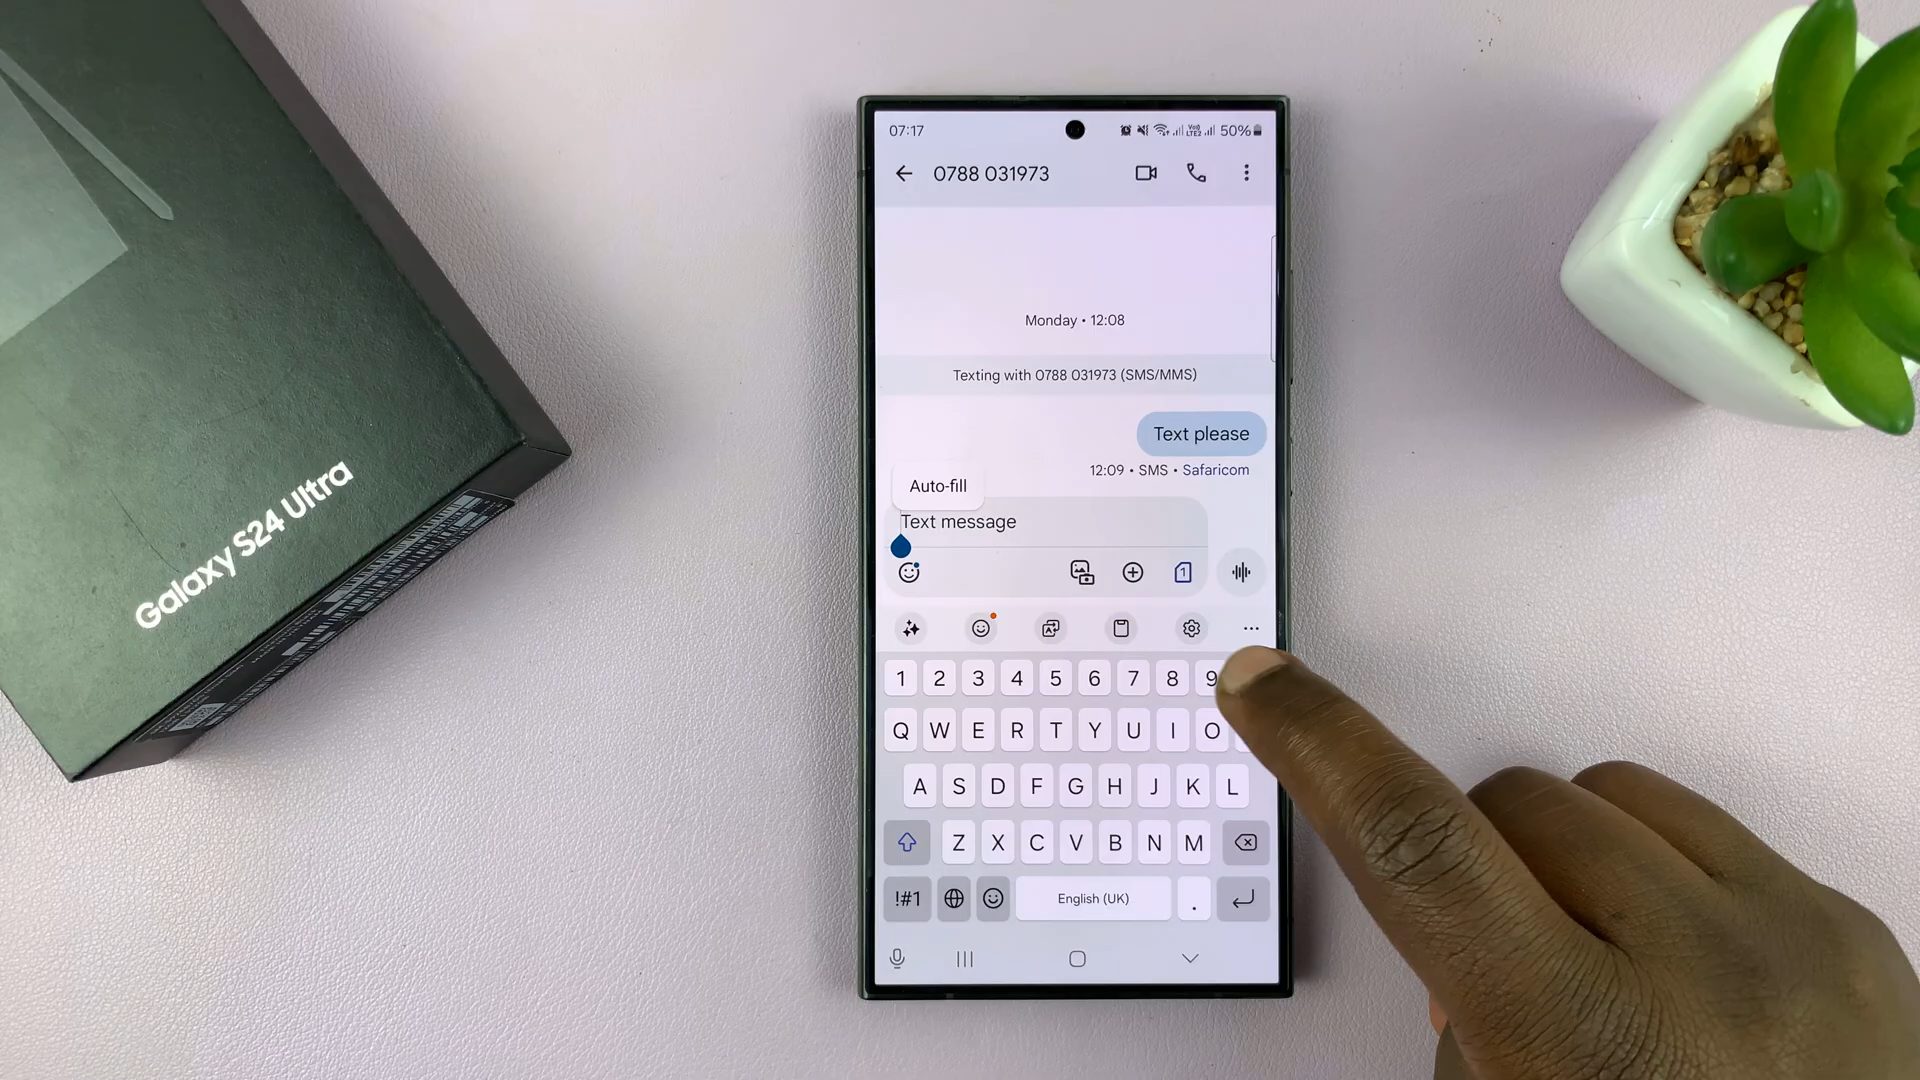 Galaxy S24 Ultra
07:17
50%
0788 031973
Monday • 12:08
Texting with 0788 031973 (SMS/MMS)
Text please
12:09 • SMS • Safaricom
Auto-fill
Text message
1
1 2 3 4 5 6 7 8 9
Q W E R T Y U I O
A S D F G H J K L
Z X C V B N M
!#1 English (UK) .